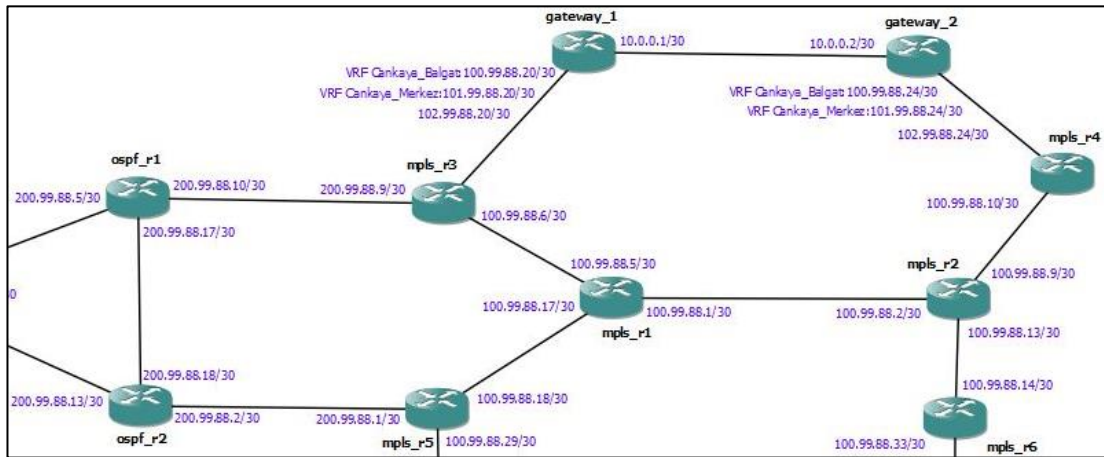 gateway_1
gateway_2
10.0.0.1/30
10.0.0.2/30
VRF Cankaya_Balgat:100.99.88.20/30
VRF Cankaya_Merkez:101.99.88.20/30
102.99.88.20/30
VRF Cankaya_Balgat:100.99.88.24/30
VRF Cankaya_Merkez:101.99.88.24/30
102.99.88.24/30
mpls_r4
ospf_r1
mpls_r3
200.99.88.5/30
200.99.88.10/30
200.99.88.9/30
100.99.88.10/30
100.99.88.6/30
200.99.88.17/30
100.99.88.5/30
mpls_r2
100.99.88.9/30
0
100.99.88.17/30
mpls_r1
100.99.88.1/30
100.99.88.2/30
100.99.88.13/30
200.99.88.18/30
100.99.88.14/30
200.99.88.13/30
200.99.88.2/30
200.99.88.1/30
100.99.88.18/30
ospf_r2
mpls_r5
100.99.88.29/30
100.99.88.33/30
mpls_r6